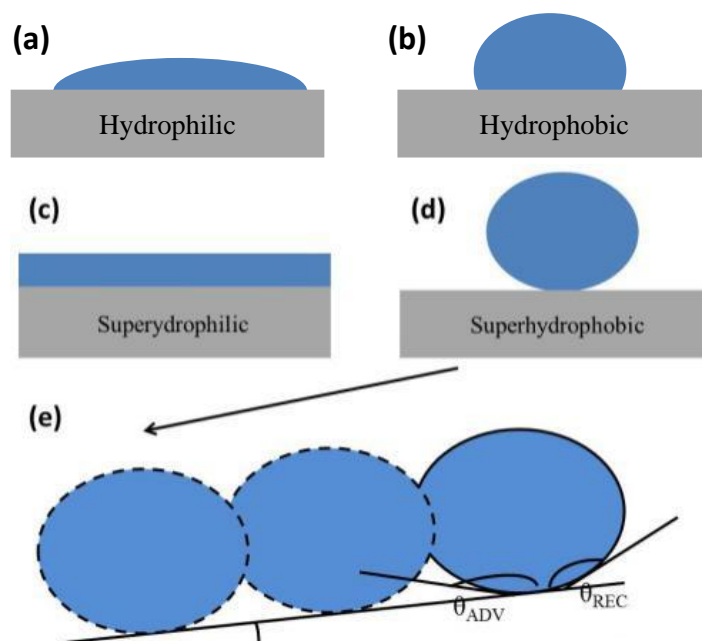 (a)
Hydrophilic
(b)
Hydrophobic
(c)
Superydrophilic
(d)
Superhydrophobic
(e)
θADV
θREC